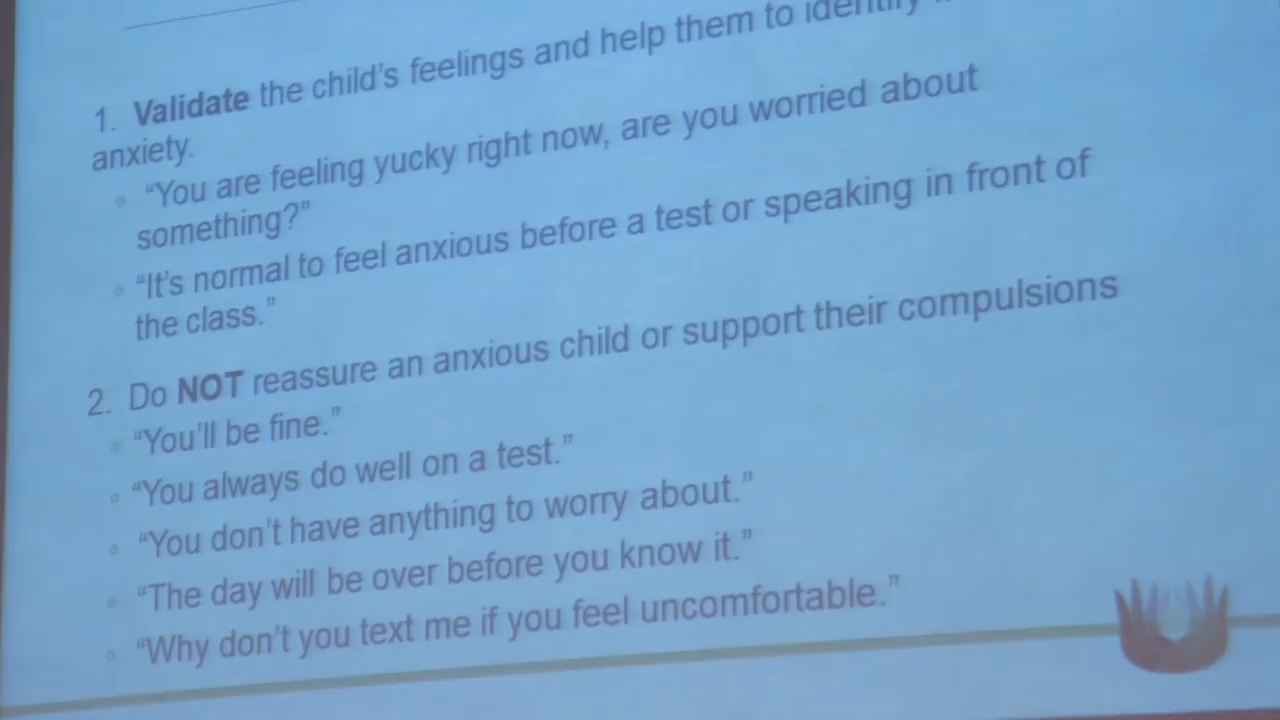 1. Validate the child's feelings and help them to identify
anxiety.
◦ "You are feeling yucky right now, are you worried about
something?"
◦ "It's normal to feel anxious before a test or speaking in front of
the class."
2. Do NOT reassure an anxious child or support their compulsions
◦ "You'll be fine."
◦ "You always do well on a test."
◦ "You don't have anything to worry about."
◦ "The day will be over before you know it."
◦ "Why don't you text me if you feel uncomfortable."